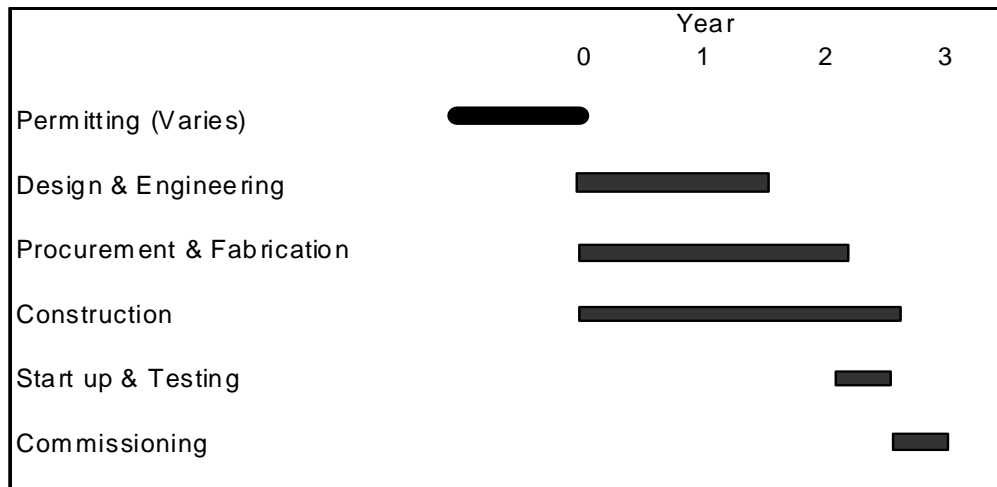 Year
0 1 2 3
Permitting (Varies)
Design & Engineering
Procurement & Fabrication
Construction
Start up & Testing
Commissioning